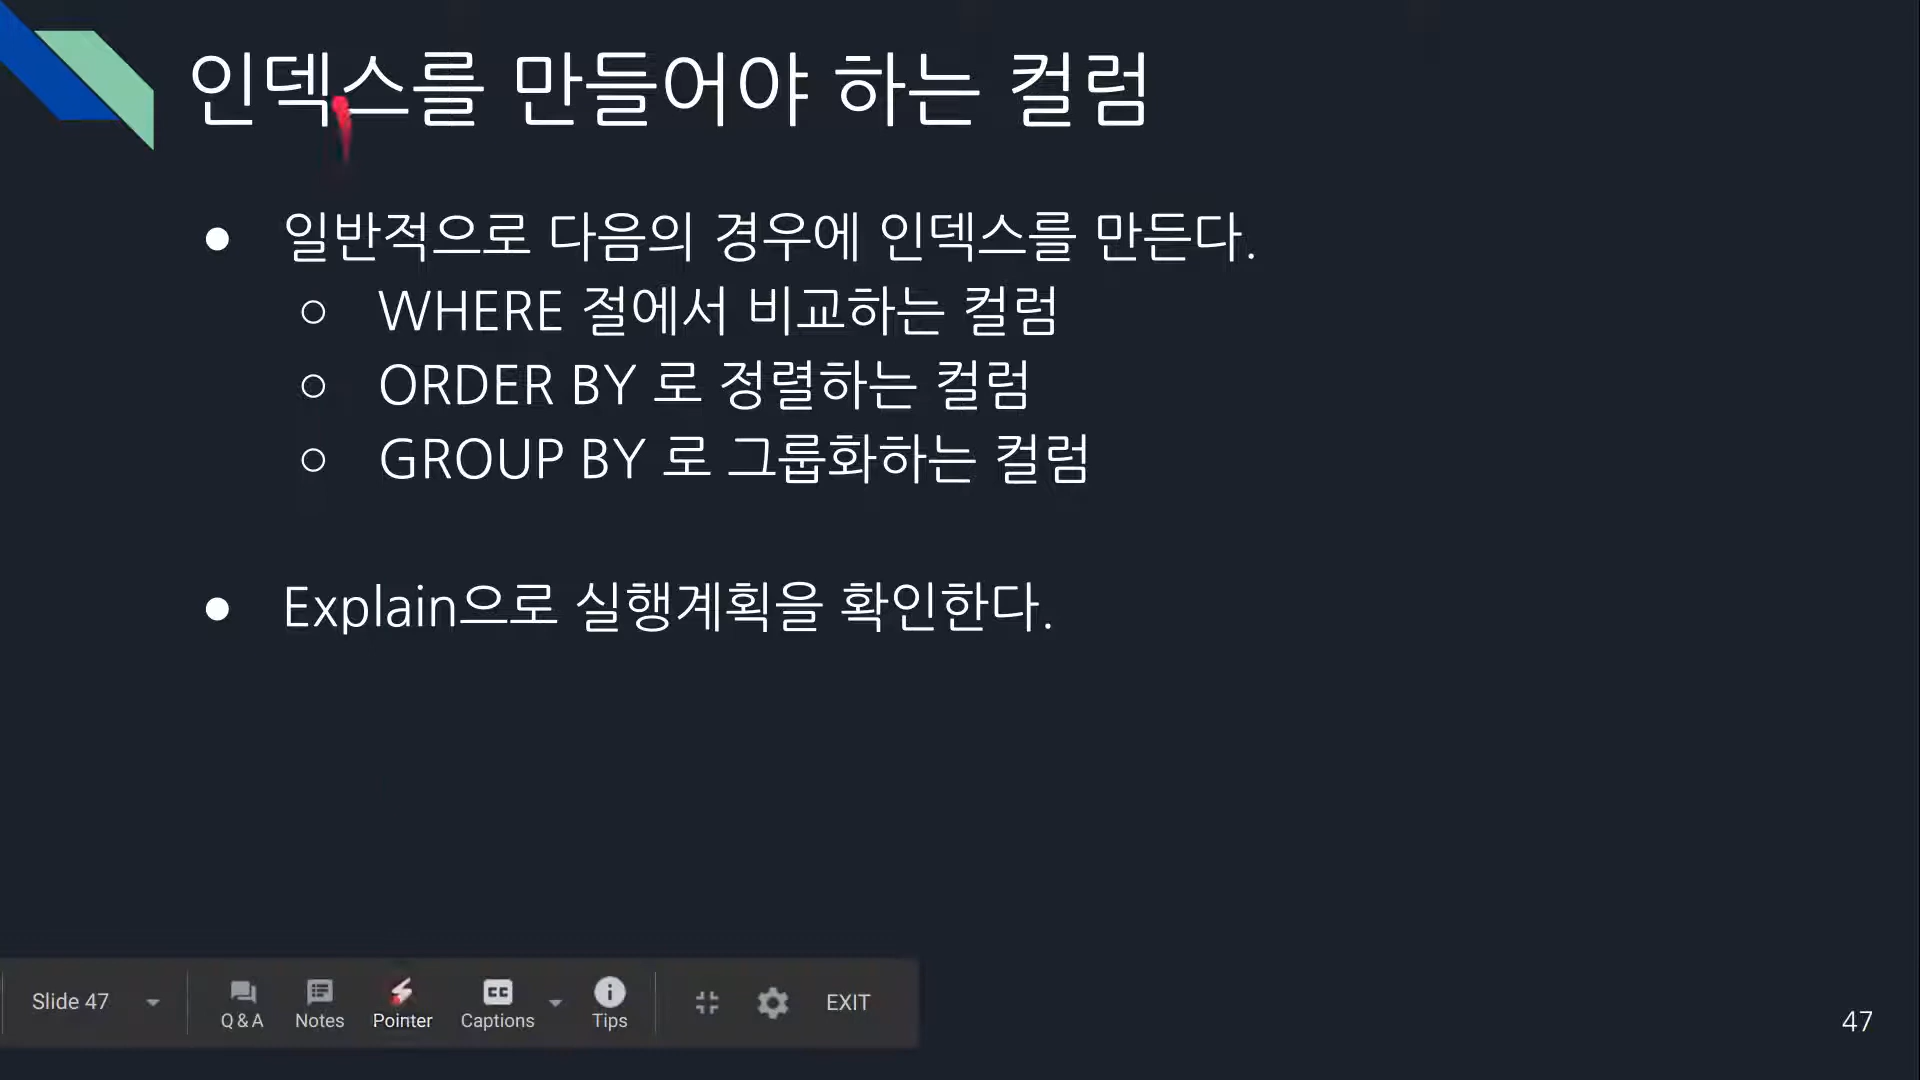 인덱스를 만들어야 하는 컬럼
● 일반적으로 다음의 경우에 인덱스를 만든다.
○ WHERE 절에서 비교하는 컬럼
○ ORDER BY 로 정렬하는 컬럼
○ GROUP BY 로 그룹화하는 컬럼
● Explain으로 실행계획을 확인한다.
Slide 47 Q&A Notes Pointer Captions Tips EXIT
47